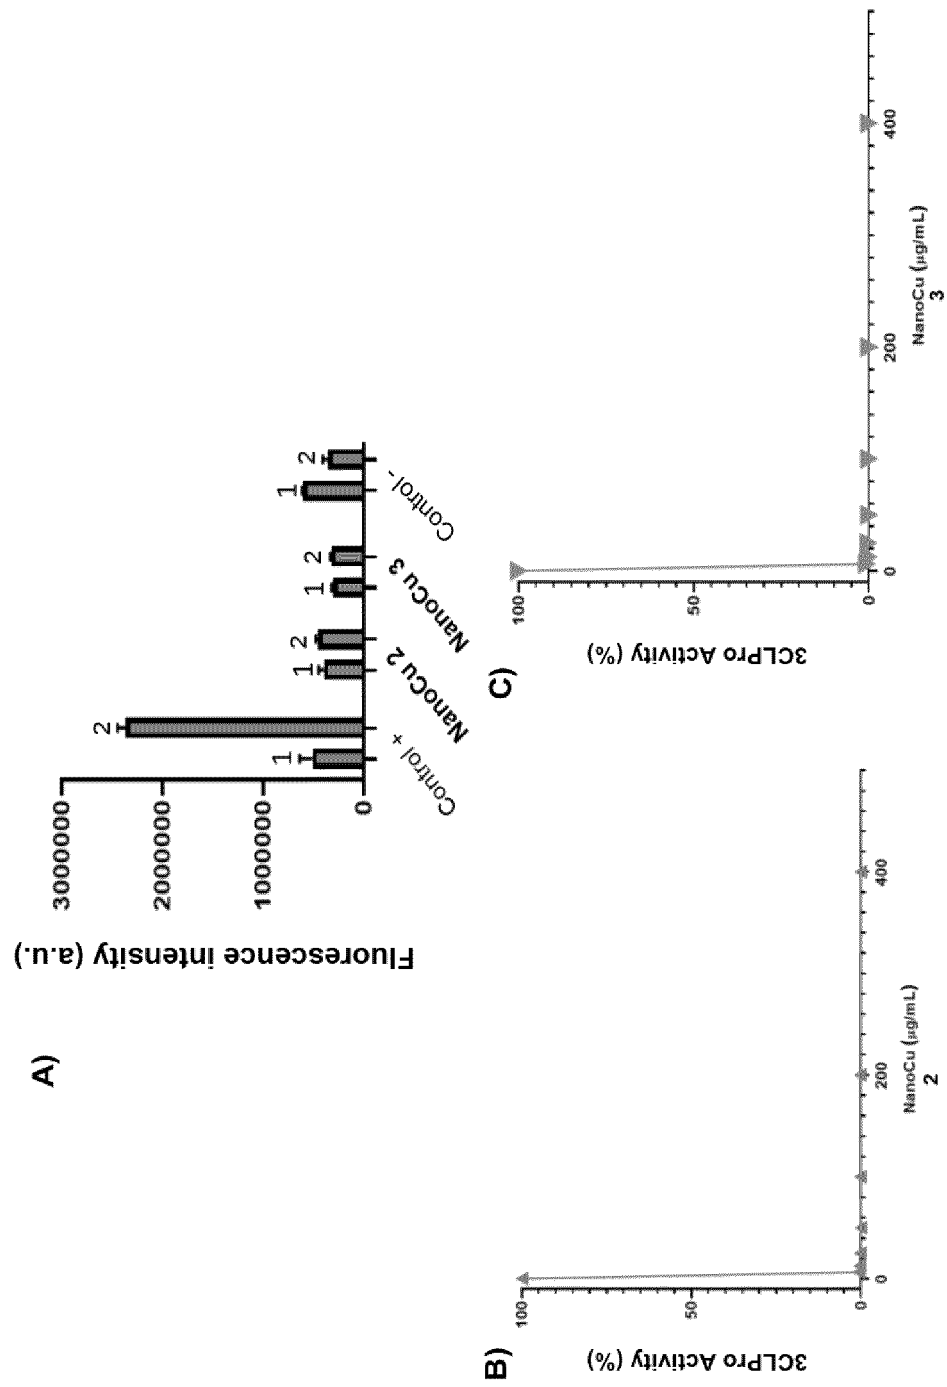 A)
Fluorescence intensity (a.u.)
3000000
2000000
1000000
0
1 2 1 2 1 2 1 2
Control + NanoCu 2 NanoCu 3 Control -
B)
3CLPro Activity (%)
100
50
0
0 200 400
NanoCu (µg/mL)
2
C)
3CLPro Activity (%)
100
50
0
0 200 400
NanoCu (µg/mL)
3